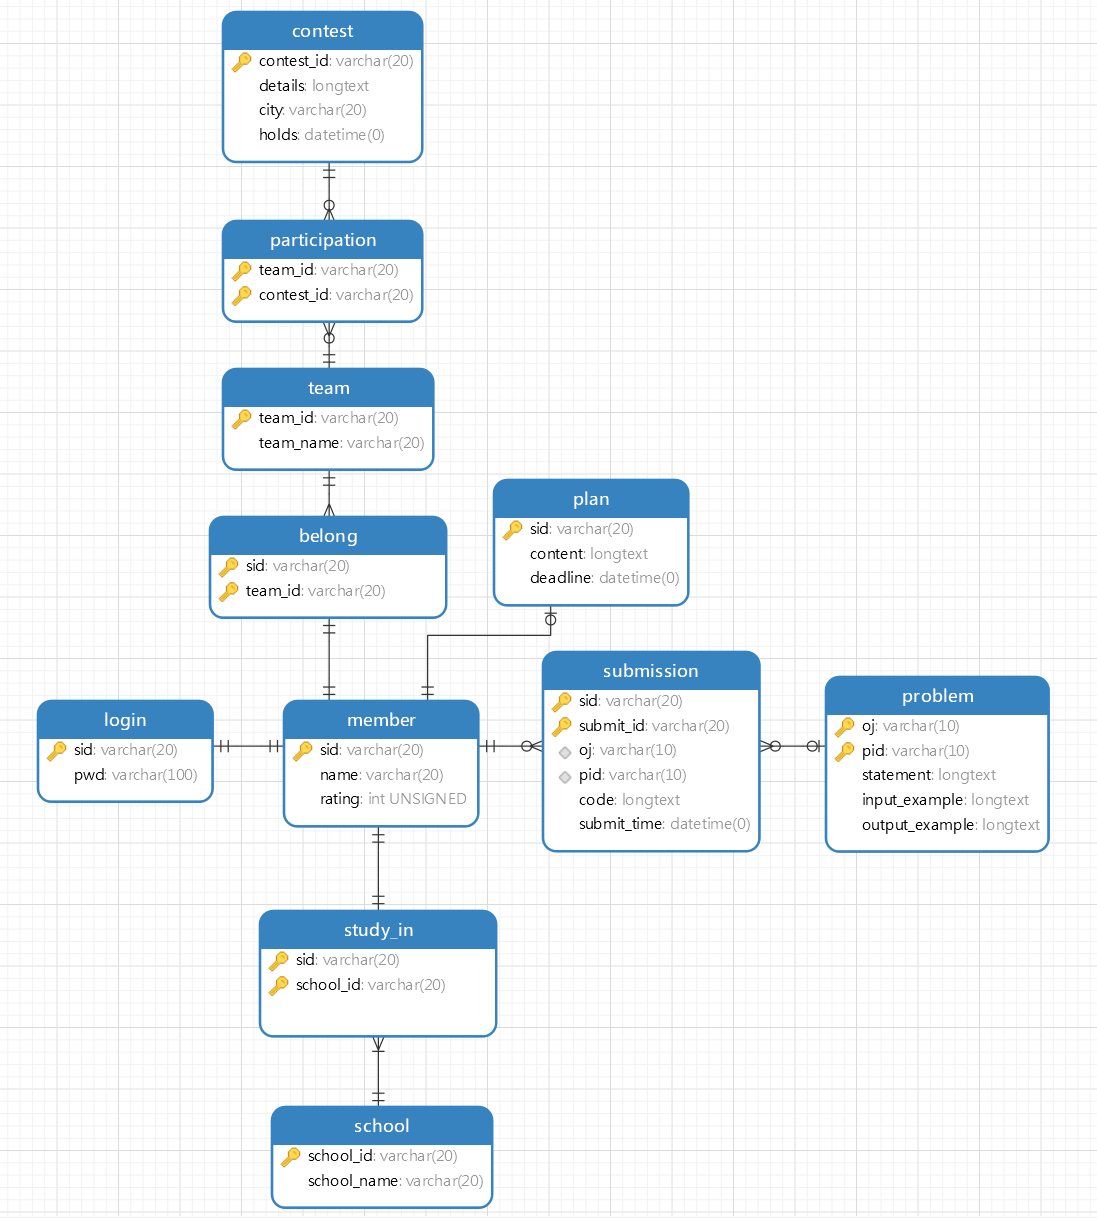 contest
contest_id: varchar(20)
details: longtext
city: varchar(20)
holds: datetime(0)
participation
team_id: varchar(20)
contest_id: varchar(20)
team
team_id: varchar(20)
team_name: varchar(20)
plan
sid: varchar(20)
content: longtext
deadline: datetime(0)
belong
sid: varchar(20)
team_id: varchar(20)
submission
sid: varchar(20)
submit_id: varchar(20)
oj: varchar(10)
pid: varchar(10)
code: longtext
submit_time: datetime(0)
problem
oj: varchar(10)
pid: varchar(10)
statement: longtext
input_example: longtext
output_example: longtext
login
sid: varchar(20)
pwd: varchar(100)
member
sid: varchar(20)
name: varchar(20)
rating: int UNSIGNED
study_in
sid: varchar(20)
school_id: varchar(20)
school
school_id: varchar(20)
school_name: varchar(20)